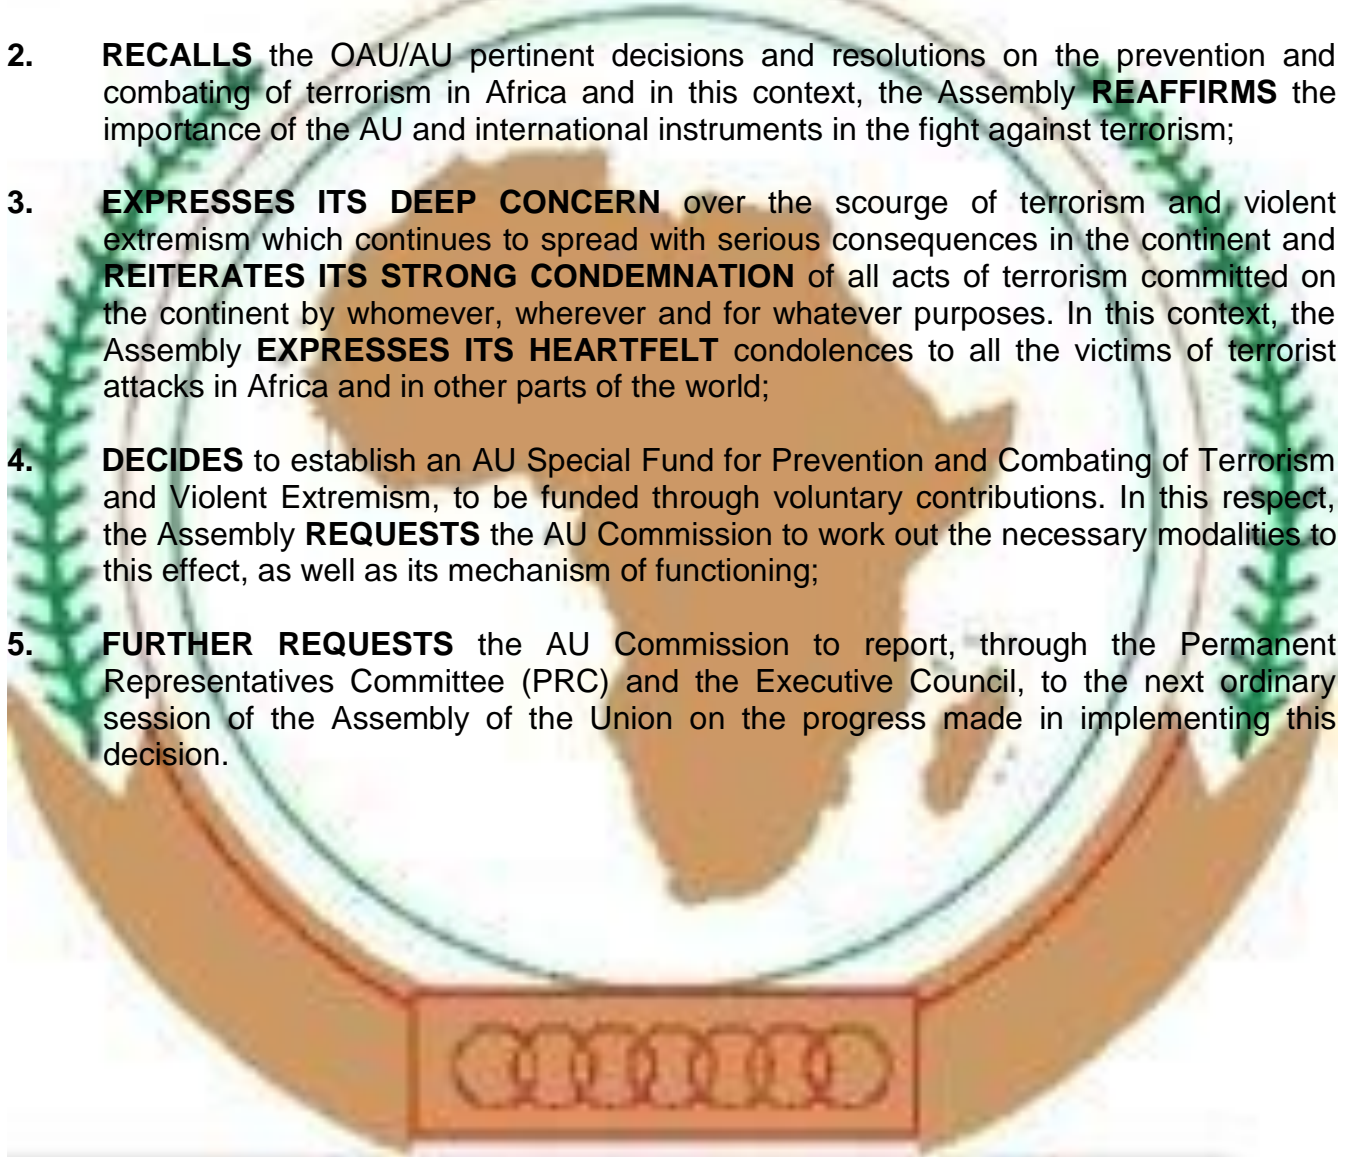 2. RECALLS the OAU/AU pertinent decisions and resolutions on the prevention and
combating of terrorism in Africa and in this context, the Assembly REAFFIRMS the
importance of the AU and international instruments in the fight against terrorism;
3. EXPRESSES ITS DEEP CONCERN over the scourge of terrorism and violent
extremism which continues to spread with serious consequences in the continent and
REITERATES ITS STRONG CONDEMNATION of all acts of terrorism committed on
the continent by whomever, wherever and for whatever purposes. In this context, the
Assembly EXPRESSES ITS HEARTFELT condolences to all the victims of terrorist
attacks in Africa and in other parts of the world;
4. DECIDES to establish an AU Special Fund for Prevention and Combating of Terrorism
and Violent Extremism, to be funded through voluntary contributions. In this respect,
the Assembly REQUESTS the AU Commission to work out the necessary modalities to
this effect, as well as its mechanism of functioning;
5. FURTHER REQUESTS the AU Commission to report, through the Permanent
Representatives Committee (PRC) and the Executive Council, to the next ordinary
session of the Assembly of the Union on the progress made in implementing this
decision.